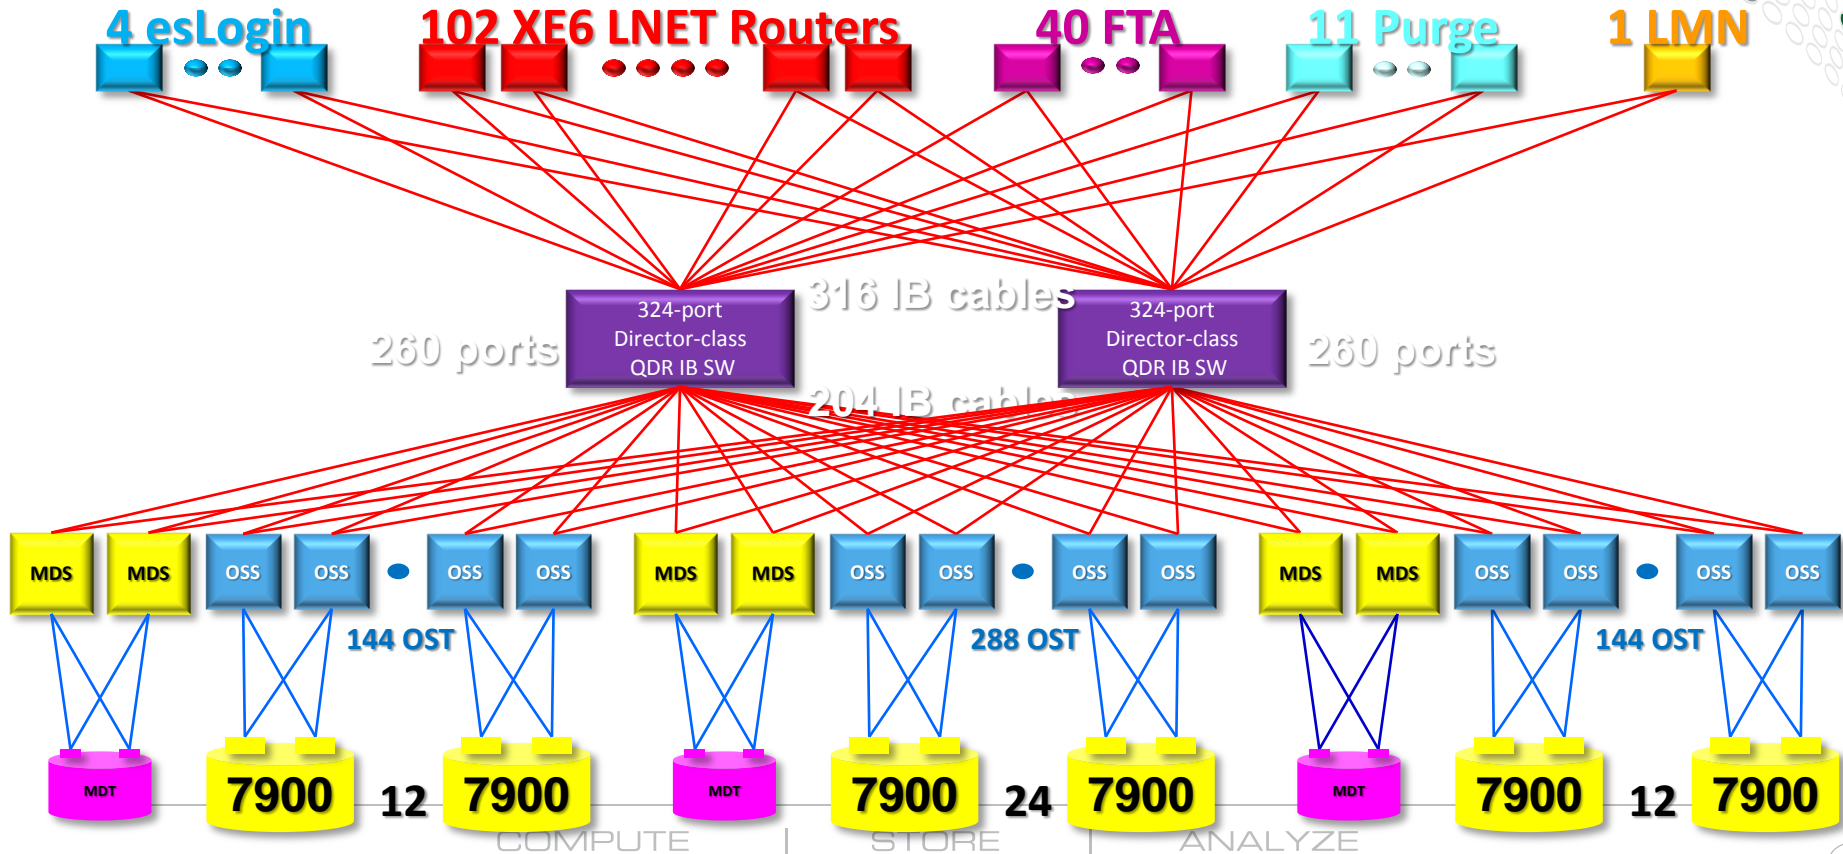 4 esLogin
102 XE6 LNET Routers
40 FTA
11 Purge
1 LMN
316 IB cables
324-port
Director-class
QDR IB SW
324-port
Director-class
QDR IB SW
260 ports
260 ports
204 IB cables
MDS
MDS
OSS
OSS
OSS
OSS
MDS
MDS
OSS
OSS
OSS
OSS
MDS
MDS
OSS
OSS
OSS
OSS
144 OST
288 OST
144 OST
MDT
7900
12
7900
MDT
7900
24
7900
MDT
7900
12
7900
COMPUTE | STORE | ANALYZE